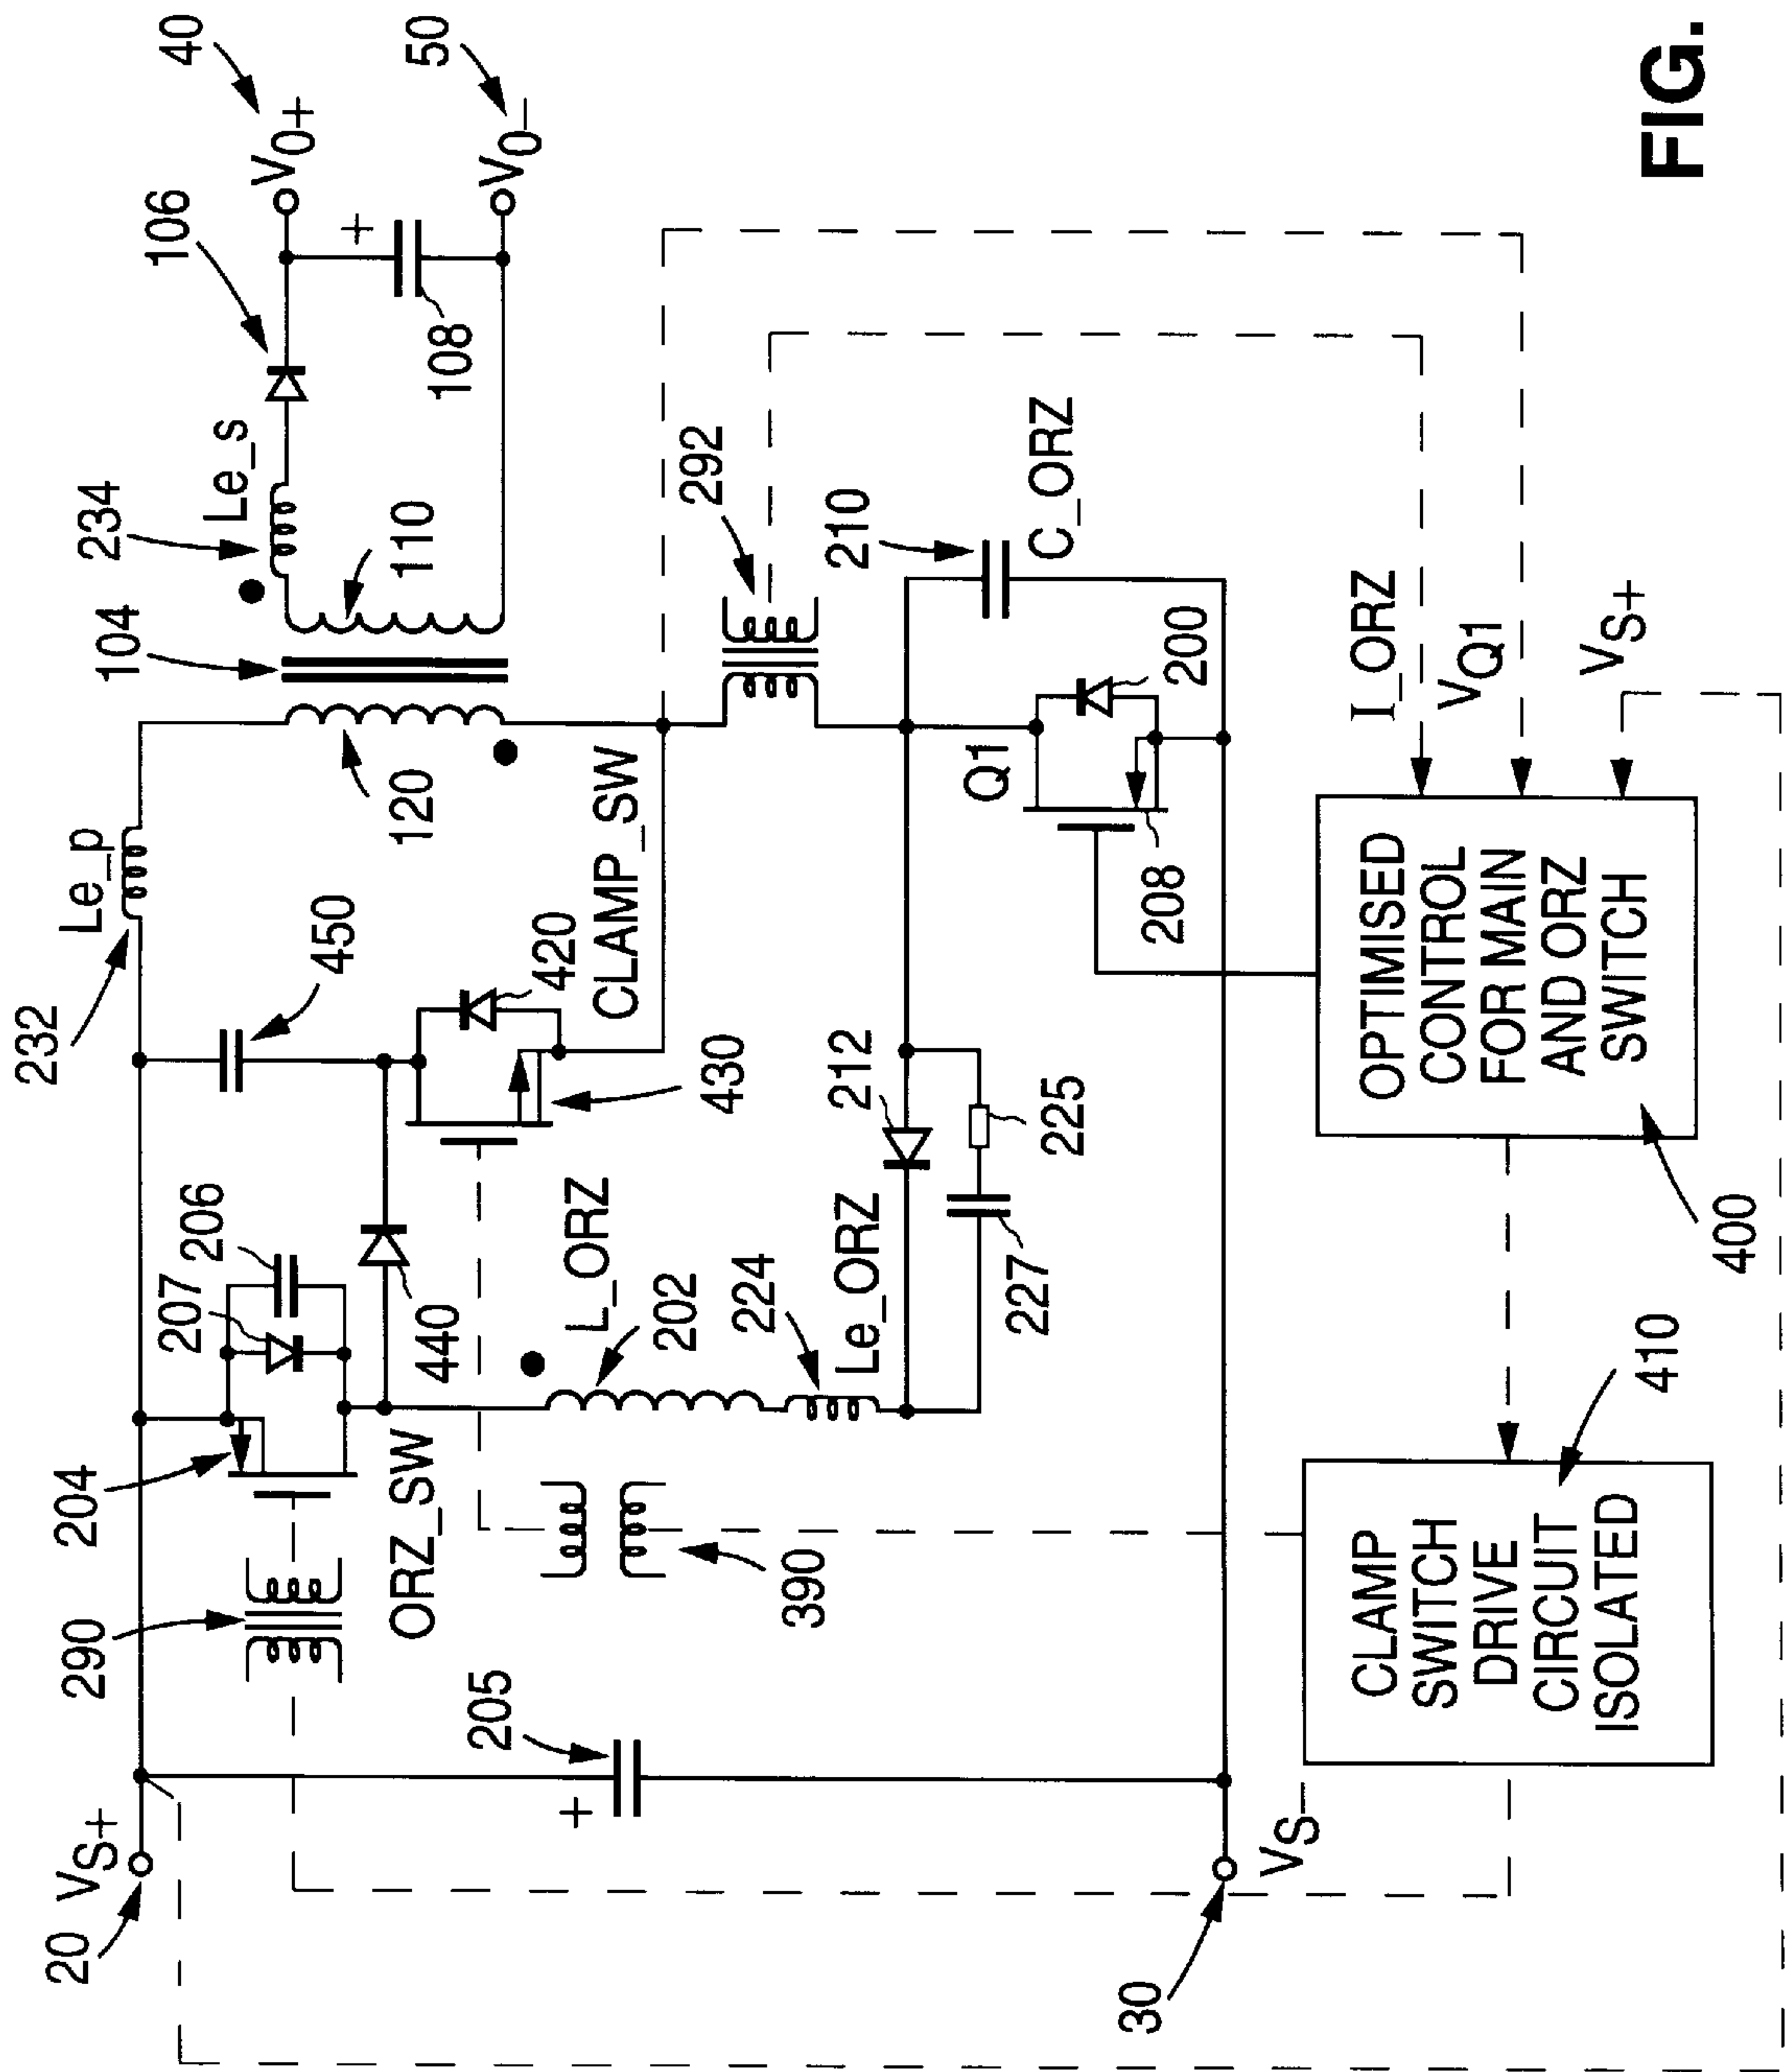 20
VS+
204
290
ORZ_SW
207
206
440
205
+
232
Le_p
450
420
CLAMP_SW
430
120
104
110
234
Le_s
106
40
VO+
+
108
50
VO−
292
210
C_ORZ
L_ORZ
202
224
Le_ORZ
390
212
225
227
Q1
200
208
I_ORZ
VQ1
VS+
30
VS−
CLAMP
SWITCH
DRIVE
CIRCUIT
ISOLATED
410
OPTIMISED
CONTROL
FOR MAIN
AND ORZ
SWITCH
400
FIG.